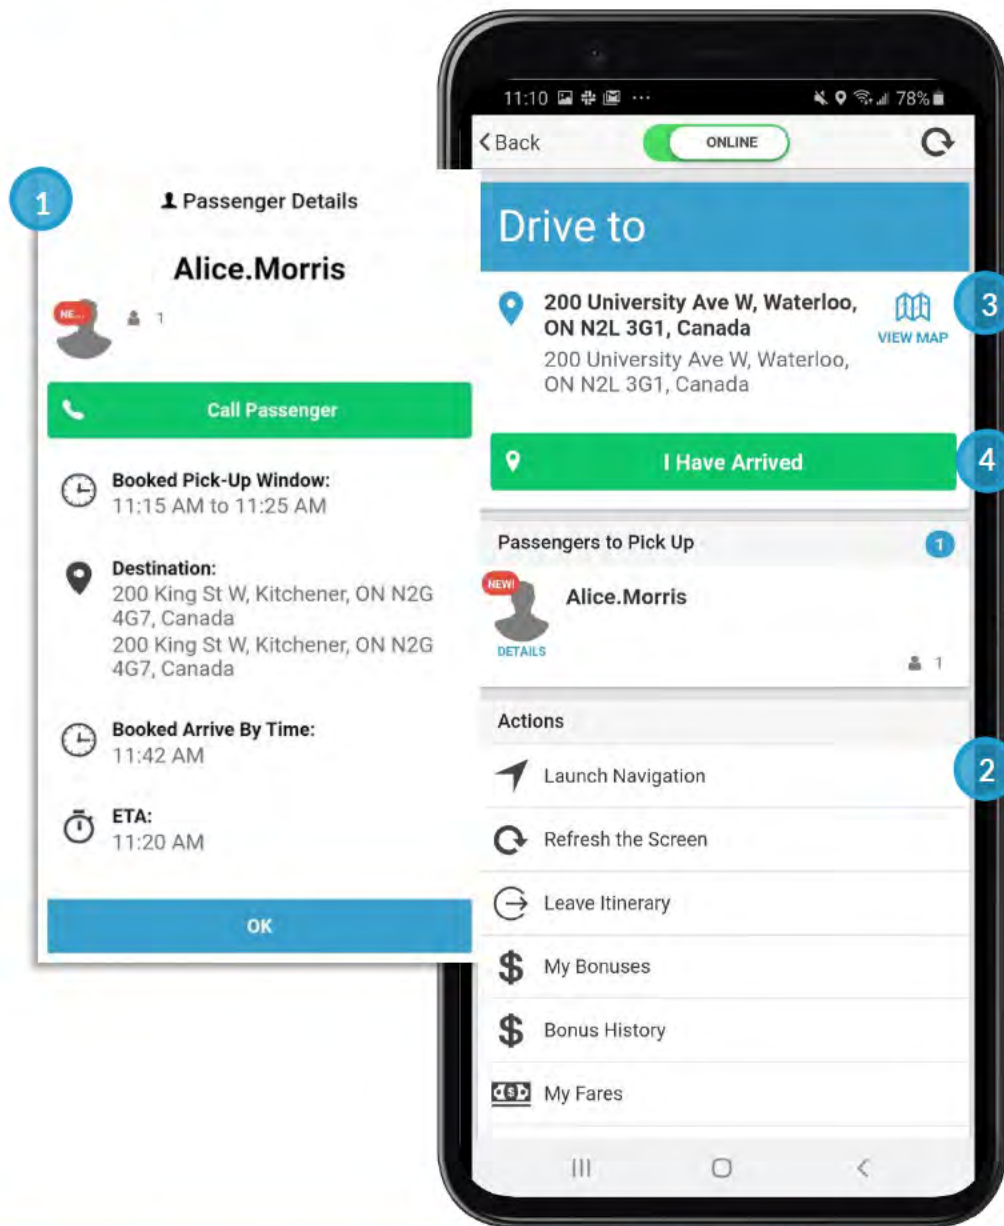 1
Passenger Details
Alice.Morris
NE...
1
Call Passenger
Booked Pick-Up Window:
11:15 AM to 11:25 AM
Destination:
200 King St W, Kitchener, ON N2G
4G7, Canada
200 King St W, Kitchener, ON N2G
4G7, Canada
Booked Arrive By Time:
11:42 AM
ETA:
11:20 AM
OK
11:10 ... 78%
Back ONLINE
Drive to
200 University Ave W, Waterloo,
ON N2L 3G1, Canada
200 University Ave W, Waterloo,
ON N2L 3G1, Canada
VIEW MAP
3
I Have Arrived
4
Passengers to Pick Up 1
NEW!
Alice.Morris
DETAILS
1
Actions
Launch Navigation
2
Refresh the Screen
Leave Itinerary
$ My Bonuses
$ Bonus History
My Fares